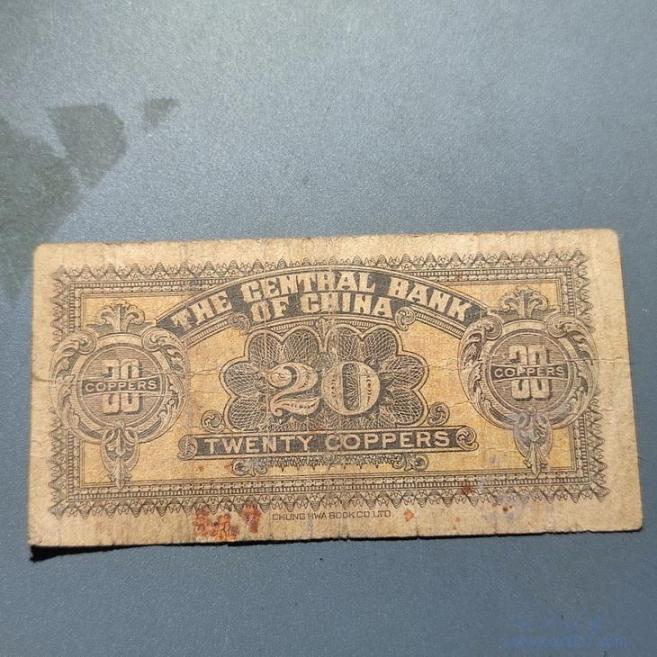 THE CENTRAL BANK
OF CHINA
20
COPPERS
20
20
COPPERS
TWENTY COPPERS
CHUNG HWA BOOK CO. LTD